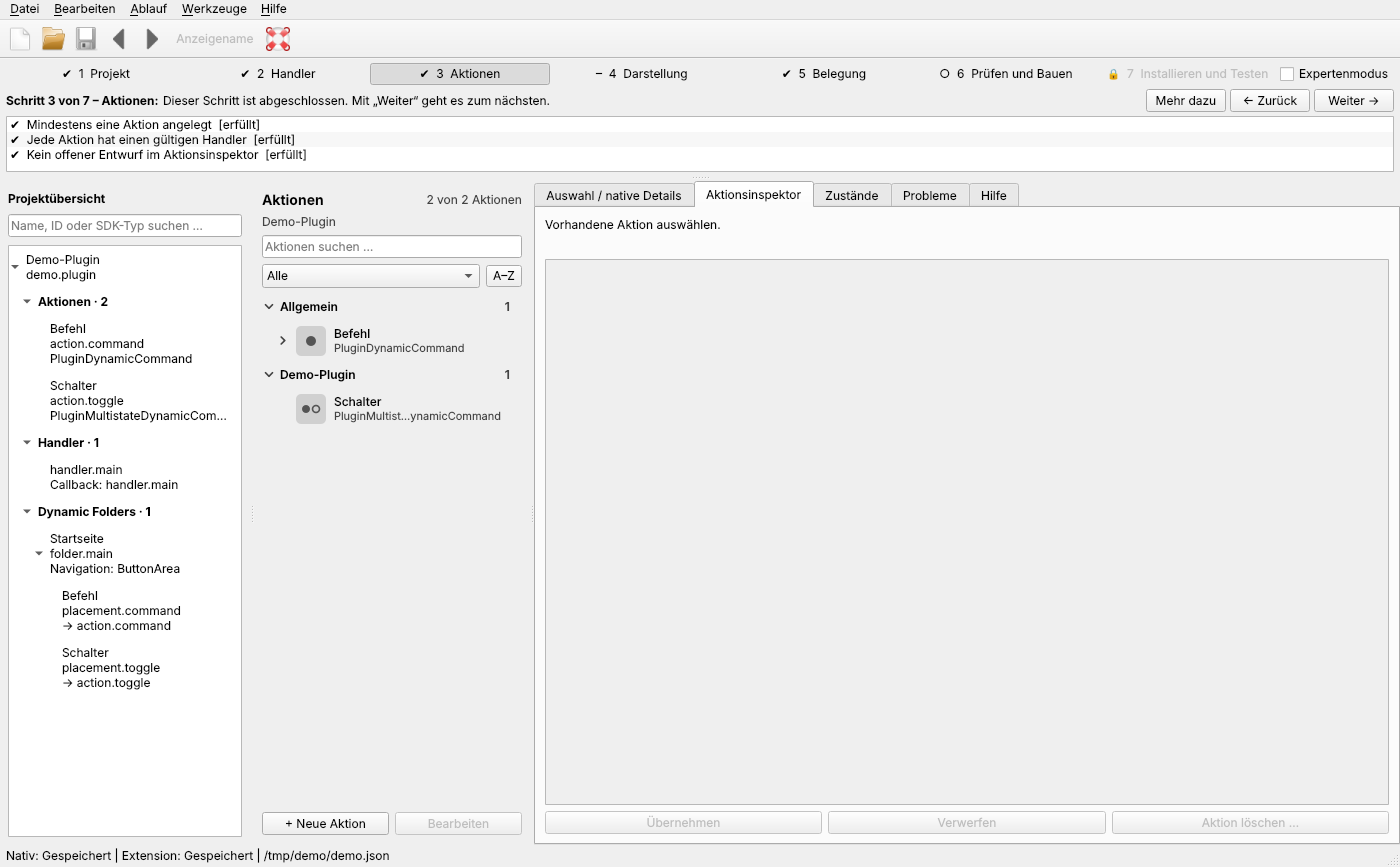 Datei Bearbeiten Ablauf Werkzeuge Hilfe
Anzeigename
✔ 1 Projekt ✔ 2 Handler ✔ 3 Aktionen – 4 Darstellung ✔ 5 Belegung O 6 Prüfen und Bauen 🔒 7 Installieren und Testen Expertenmodus
Schritt 3 von 7 – Aktionen: Dieser Schritt ist abgeschlossen. Mit „Weiter“ geht es zum nächsten. Mehr dazu ← Zurück Weiter →
✔ Mindestens eine Aktion angelegt [erfüllt]
✔ Jede Aktion hat einen gültigen Handler [erfüllt]
✔ Kein offener Entwurf im Aktionsinspektor [erfüllt]
Projektübersicht
Name, ID oder SDK-Typ suchen ...
Demo-Plugin
demo.plugin
Aktionen · 2
Befehl
action.command
PluginDynamicCommand
Schalter
action.toggle
PluginMultistateDynamicCom...
Handler · 1
handler.main
Callback: handler.main
Dynamic Folders · 1
Startseite
folder.main
Navigation: ButtonArea
Befehl
placement.command
→ action.command
Schalter
placement.toggle
→ action.toggle
Aktionen 2 von 2 Aktionen
Demo-Plugin
Aktionen suchen ...
Alle A–Z
Allgemein 1
Befehl
PluginDynamicCommand
Demo-Plugin 1
Schalter
PluginMultist...ynamicCommand
+ Neue Aktion Bearbeiten
Auswahl / native Details Aktionsinspektor Zustände Probleme Hilfe
Vorhandene Aktion auswählen.
Übernehmen Verwerfen Aktion löschen ...
Nativ: Gespeichert | Extension: Gespeichert | /tmp/demo/demo.json